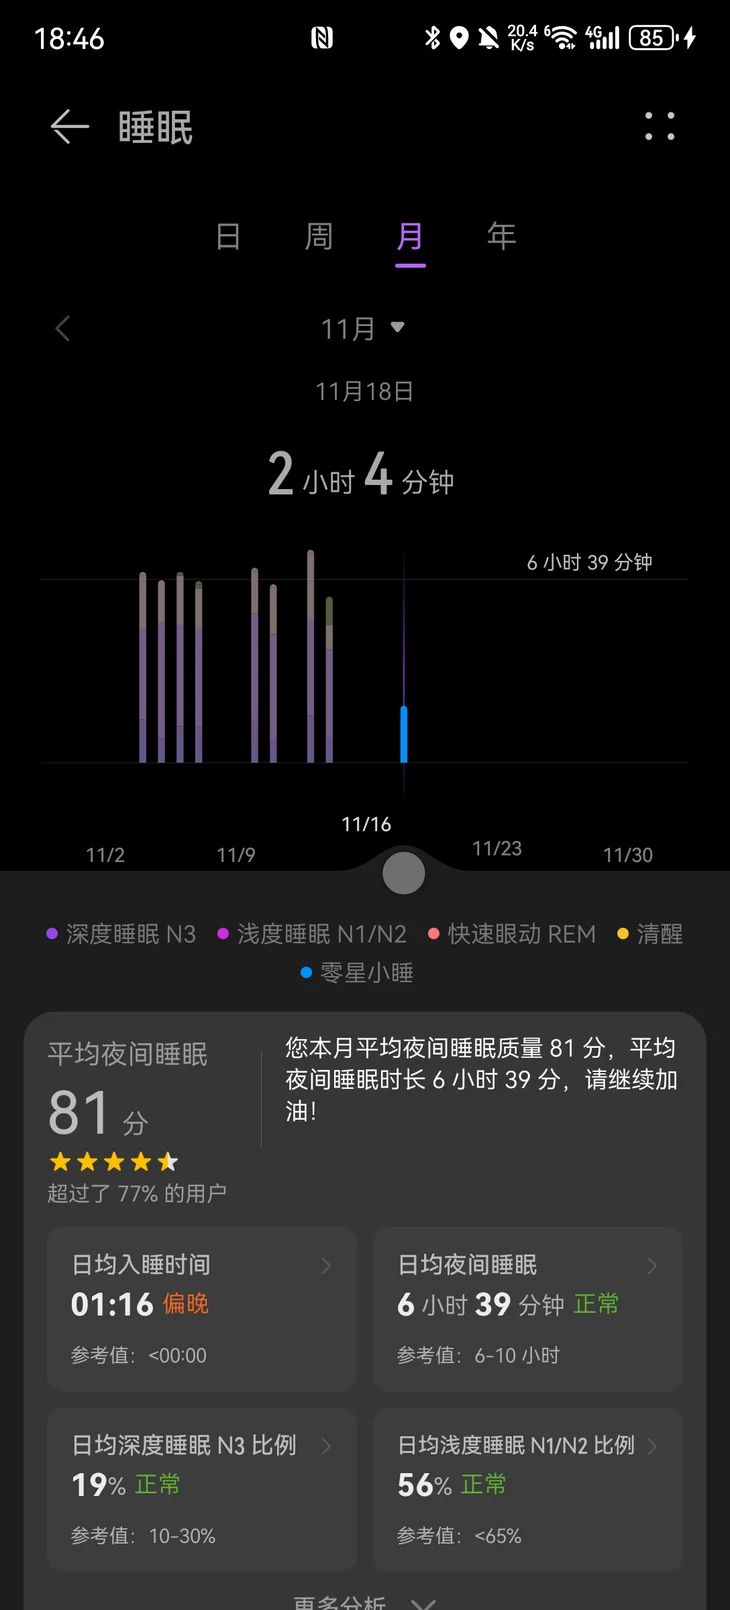 18:46
20.4 K/s
6
4G
85
睡眠
日 周 月 年
11月
11月18日
2 小时 4 分钟
6 小时 39 分钟
11/16
11/2 11/9 11/23 11/30
深度睡眠 N3 浅度睡眠 N1/N2 快速眼动 REM 清醒
零星小睡
平均夜间睡眠
81 分
超过了 77% 的用户
您本月平均夜间睡眠质量 81 分，平均
夜间睡眠时长 6 小时 39 分，请继续加
油！
日均入睡时间
01:16 偏晚
参考值：<00:00
日均夜间睡眠
6 小时 39 分钟 正常
参考值：6-10 小时
日均深度睡眠 N3 比例
19% 正常
参考值：10-30%
日均浅度睡眠 N1/N2 比例
56% 正常
参考值：<65%
更多分析